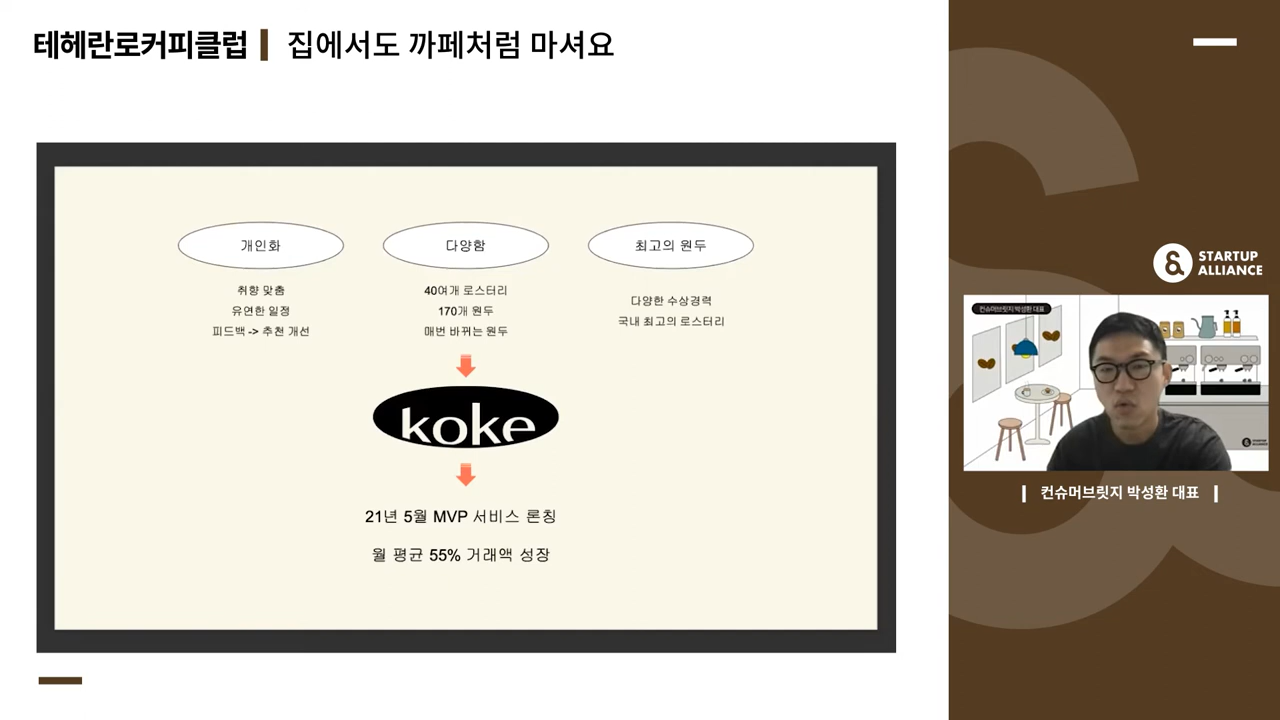 테헤란로커피클럽 집에서도 까페처럼 마셔요
개인화
취향 맞춤
유연한 일정
피드백 -> 추천 개선
다양함
40여개 로스터리
170개 원두
매번 바뀌는 원두
최고의 원두
다양한 수상경력
국내 최고의 로스터리
koke
21년 5월 MVP 서비스 론칭
월 평균 55% 거래액 성장
STARTUP
ALLIANCE
컨슈머브릿지 박성환 대표
STARTUP
ALLIANCE
컨슈머브릿지 박성환 대표